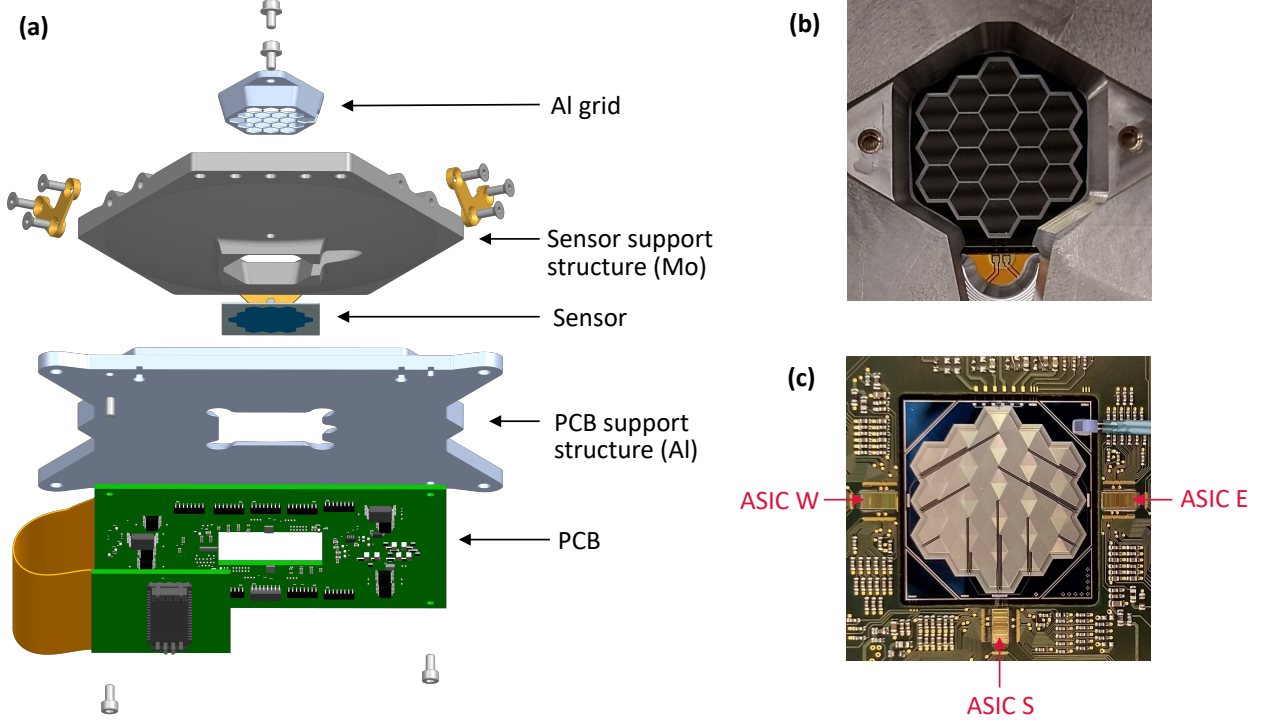 (a)
Al grid
Sensor support
structure (Mo)
Sensor
PCB support
structure (Al)
PCB
(b)
(c)
ASIC W
ASIC E
ASIC S